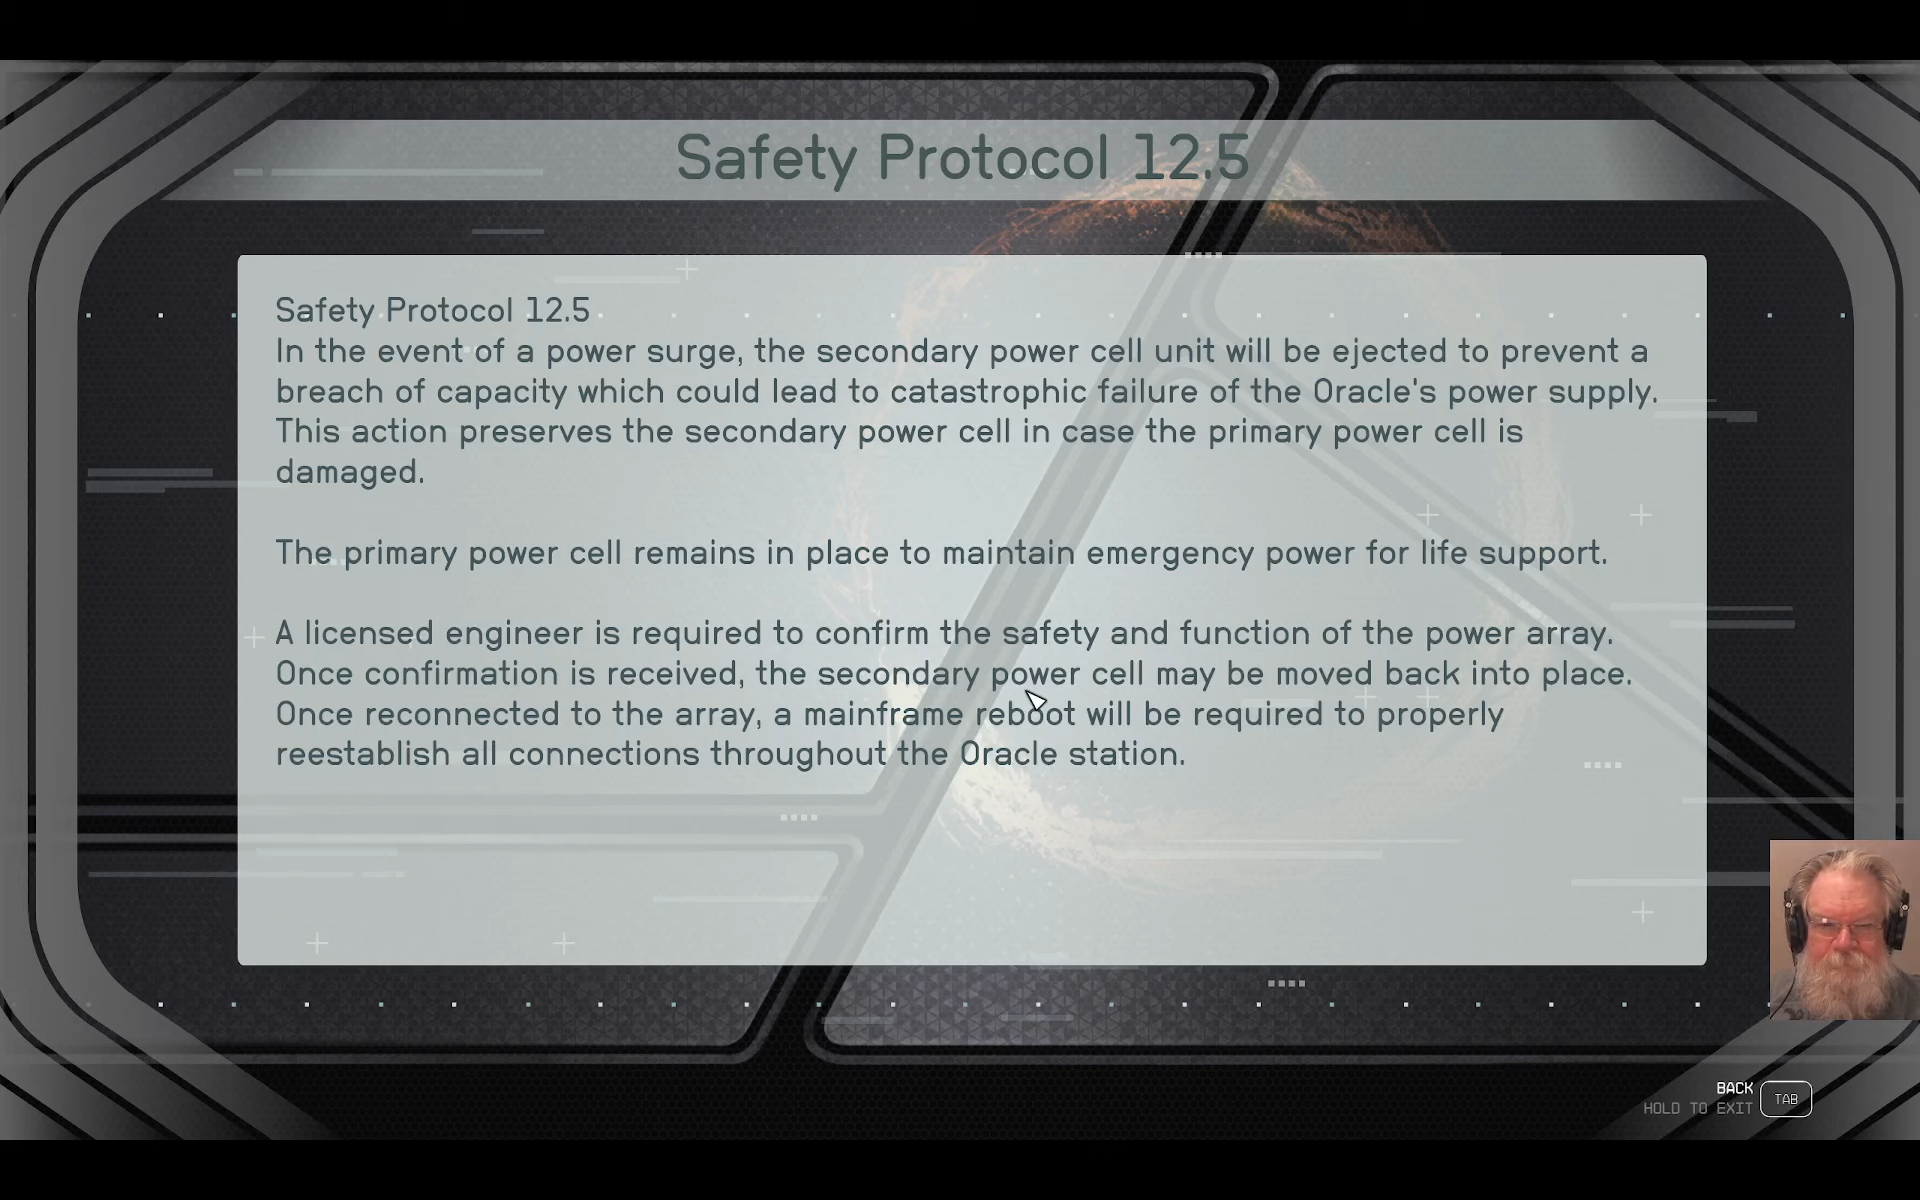 Safety Protocol 12.5
Safety Protocol 12.5
In the event of a power surge, the secondary power cell unit will be ejected to prevent a
breach of capacity which could lead to catastrophic failure of the Oracle's power supply.
This action preserves the secondary power cell in case the primary power cell is
damaged.
The primary power cell remains in place to maintain emergency power for life support.
A licensed engineer is required to confirm the safety and function of the power array.
Once confirmation is received, the secondary power cell may be moved back into place.
Once reconnected to the array, a mainframe reboot will be required to properly
reestablish all connections throughout the Oracle station.
BACK
TAB
HOLD TO EXIT